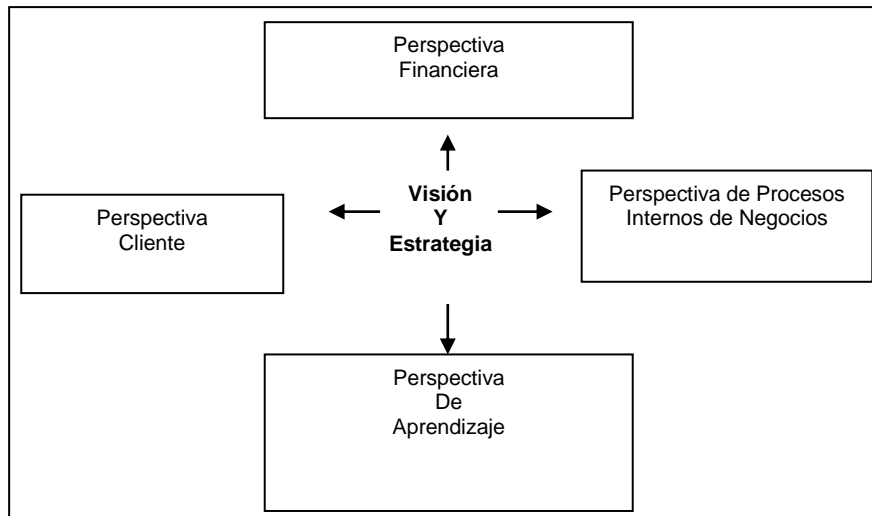 Perspectiva
Financiera
Visión
Y
Estrategia
Perspectiva
Cliente
Perspectiva de Procesos
Internos de Negocios
Perspectiva
De
Aprendizaje